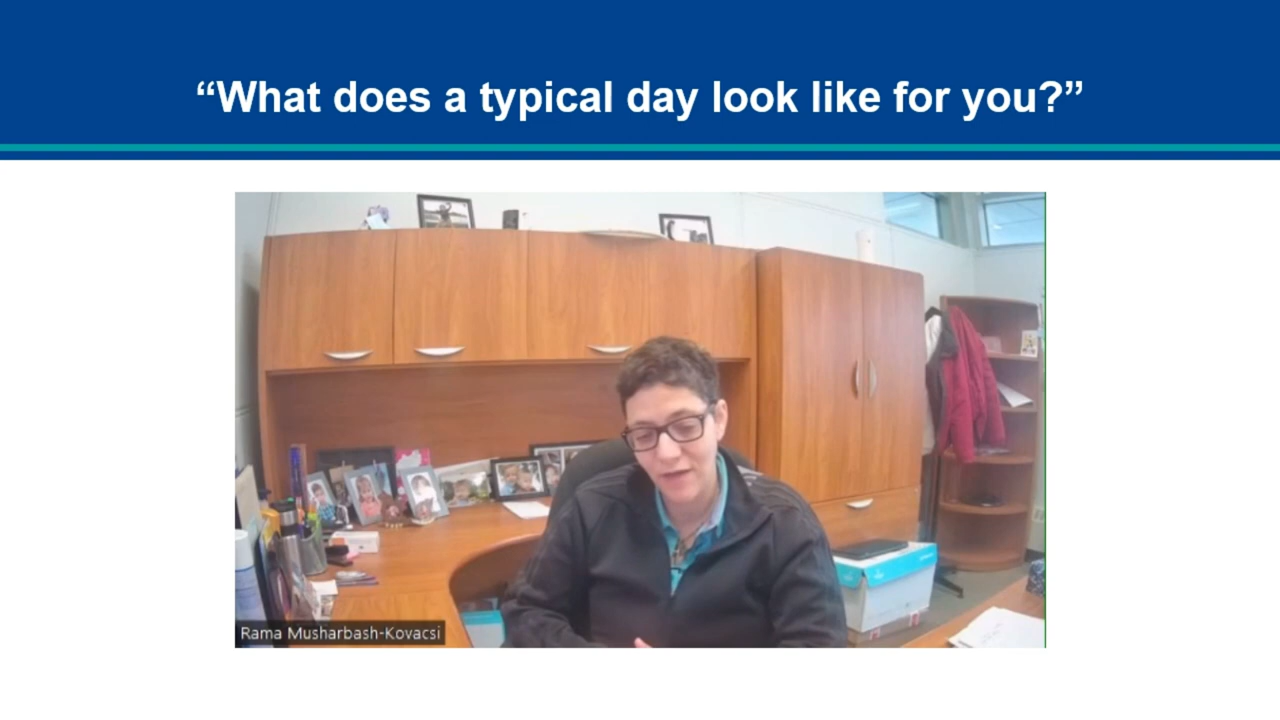 “What does a typical day look like for you?”
Rama Musharbash-Kovacsi